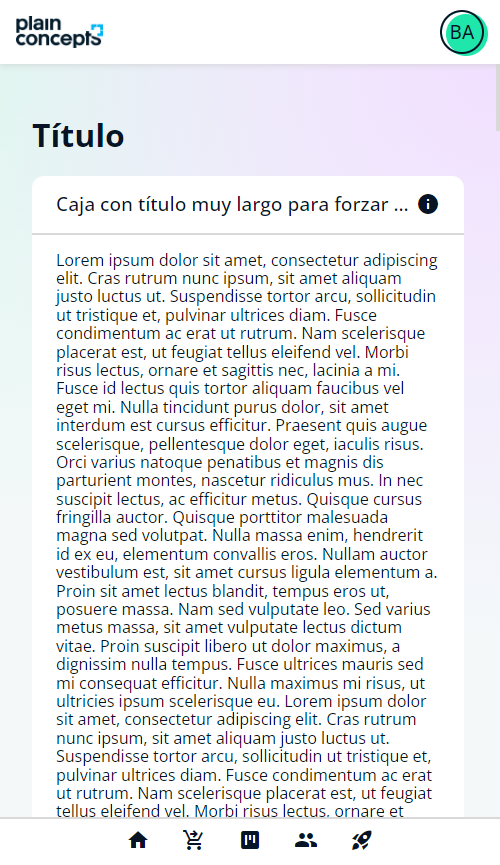 plain
concepts
BA
Título
Caja con título muy largo para forzar ...
Lorem ipsum dolor sit amet, consectetur adipiscing
elit. Cras rutrum nunc ipsum, sit amet aliquam
justo luctus ut. Suspendisse tortor arcu, sollicitudin
ut tristique et, pulvinar ultrices diam. Fusce
condimentum ac erat ut rutrum. Nam scelerisque
placerat est, ut feugiat tellus eleifend vel. Morbi
risus lectus, ornare et sagittis nec, lacinia a mi.
Fusce id lectus quis tortor aliquam faucibus vel
eget mi. Nulla tincidunt purus dolor, sit amet
interdum est cursus efficitur. Praesent quis augue
scelerisque, pellentesque dolor eget, iaculis risus.
Orci varius natoque penatibus et magnis dis
parturient montes, nascetur ridiculus mus. In nec
suscipit lectus, ac efficitur metus. Quisque cursus
fringilla auctor. Quisque porttitor malesuada
magna sed volutpat. Nulla massa enim, hendrerit
id ex eu, elementum convallis eros. Nullam auctor
vestibulum est, sit amet cursus ligula elementum a.
Proin sit amet lectus blandit, tempus eros ut,
posuere massa. Nam sed vulputate leo. Sed varius
metus massa, sit amet vulputate lectus dictum
vitae. Proin suscipit libero ut dolor maximus, a
dignissim nulla tempus. Fusce ultrices mauris sed
mi consequat efficitur. Nulla maximus mi risus, ut
ultricies ipsum scelerisque eu. Lorem ipsum dolor
sit amet, consectetur adipiscing elit. Cras rutrum
nunc ipsum, sit amet aliquam justo luctus ut.
Suspendisse tortor arcu, sollicitudin ut tristique et,
pulvinar ultrices diam. Fusce condimentum ac erat
ut rutrum. Nam scelerisque placerat est, ut feugiat
tellus eleifend vel. Morbi risus lectus, ornare et